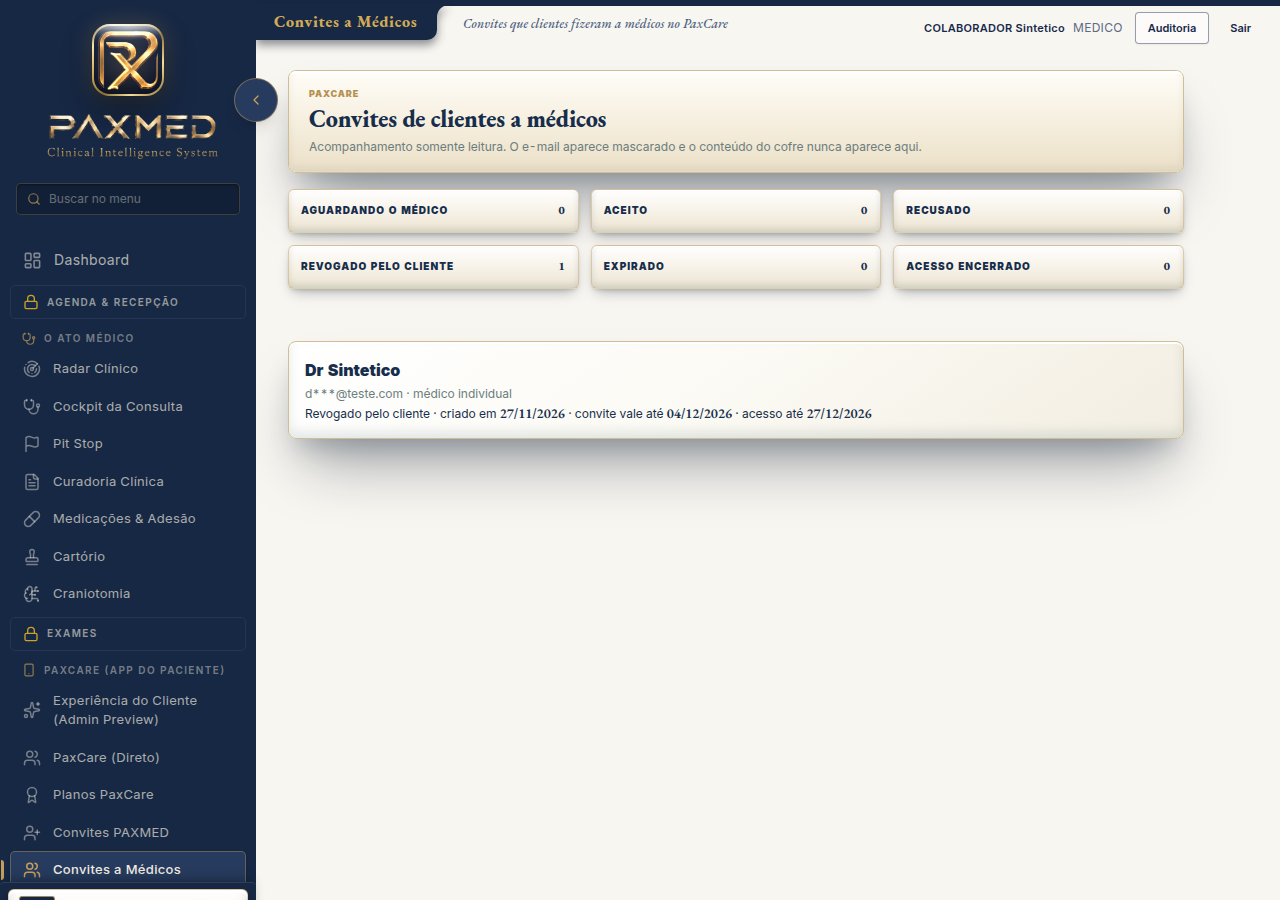 PAXMED
Clinical Intelligence System
Buscar no menu
Dashboard
AGENDA & RECEPÇÃO
O ATO MÉDICO
Radar Clínico
Cockpit da Consulta
Pit Stop
Curadoria Clínica
Medicações & Adesão
Cartório
Craniotomia
EXAMES
PAXCARE (APP DO PACIENTE)
Experiência do Cliente
(Admin Preview)
PaxCare (Direto)
Planos PaxCare
Convites PAXMED
Convites a Médicos
Convites a Médicos
Convites que clientes fizeram a médicos no PaxCare
COLABORADOR Sintetico MEDICO Auditoria Sair
PAXCARE
Convites de clientes a médicos
Acompanhamento somente leitura. O e-mail aparece mascarado e o conteúdo do cofre nunca aparece aqui.
AGUARDANDO O MÉDICO 0
ACEITO 0
RECUSADO 0
REVOGADO PELO CLIENTE 1
EXPIRADO 0
ACESSO ENCERRADO 0
Dr Sintetico
d***@teste.com · médico individual
Revogado pelo cliente · criado em 27/11/2026 · convite vale até 04/12/2026 · acesso até 27/12/2026